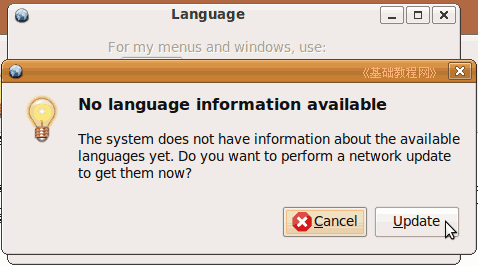 Language
For my menus and windows, use:
《基础教程网》
No language information available
The system does not have information about the available
languages yet. Do you want to perform a network update
to get them now?
Cancel
Update